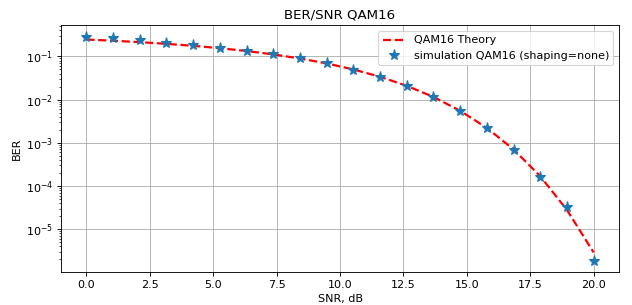 BER/SNR QAM16
QAM16 Theory
simulation QAM16 (shaping=none)
BER
10⁻¹
10⁻²
10⁻³
10⁻⁴
10⁻⁵
0.0 2.5 5.0 7.5 10.0 12.5 15.0 17.5 20.0
SNR, dB